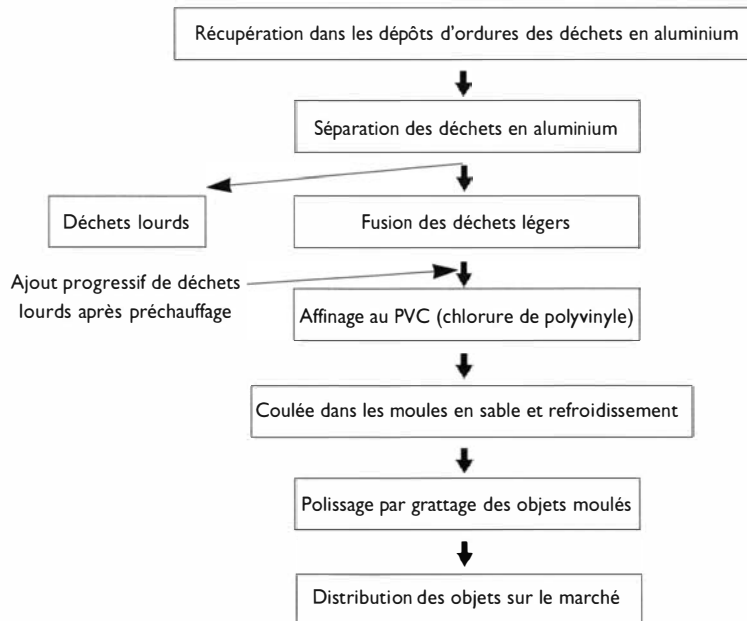 Récupération dans les dépôts d'ordures des déchets en aluminium
Séparation des déchets en aluminium
Déchets lourds
Fusion des déchets légers
Ajout progressif de déchets
lourds après préchauffage
Affinage au PVC (chlorure de polyvinyle)
Coulée dans les moules en sable et refroidissement
Polissage par grattage des objets moulés
Distribution des objets sur le marché